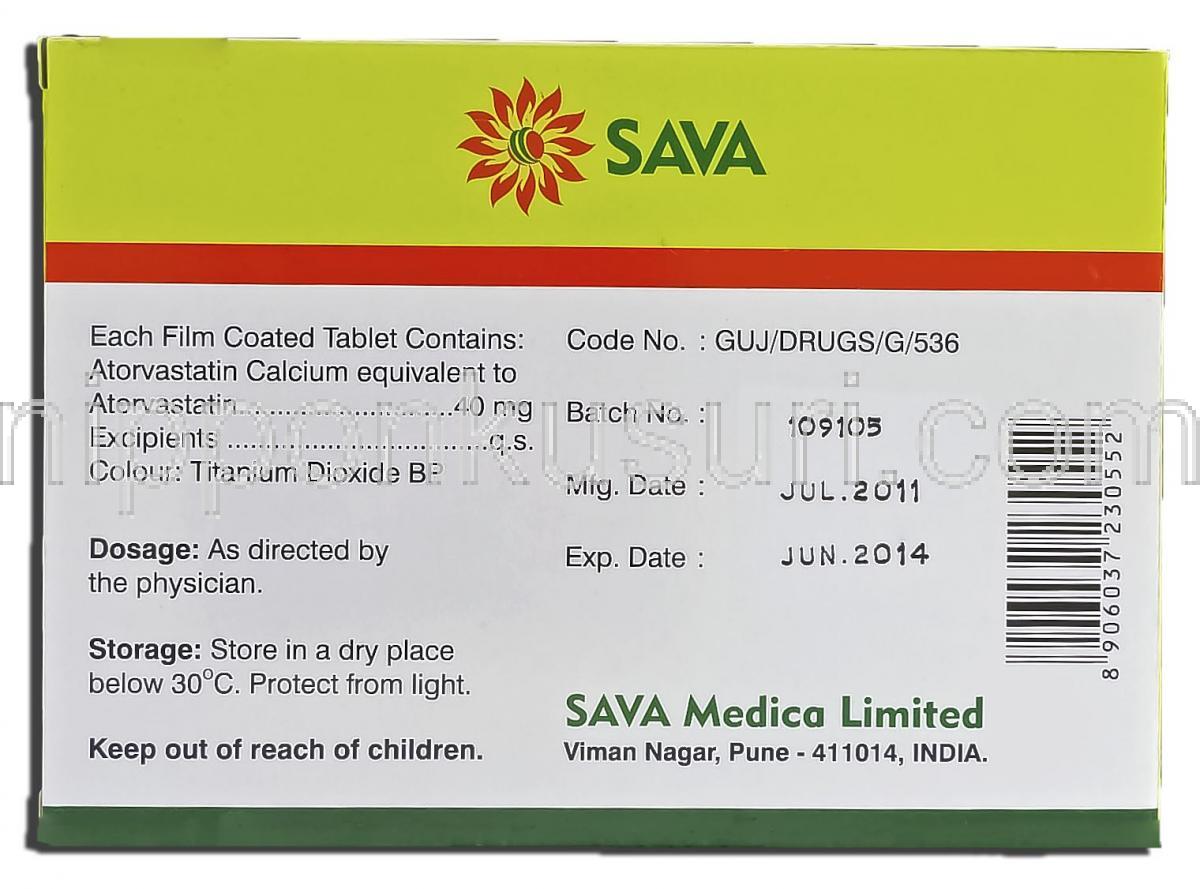 SAVA
Each Film Coated Tablet Contains:
Atorvastatin Calcium equivalent to
Atorvastatin..........................40 mg
Excipients ...............................q.s.
Colour: Titanium Dioxide BP
Dosage: As directed by
the physician.
Storage: Store in a dry place
below 30°C. Protect from light.
Keep out of reach of children.
Code No. : GUJ/DRUGS/G/536
Batch No. : 109105
Mfg. Date : JUL.2011
Exp. Date : JUN.2014
8 906037 230552
SAVA Medica Limited
Viman Nagar, Pune - 411014, INDIA.
nipponkusuri.com